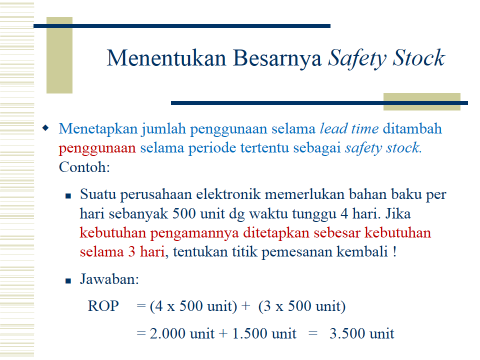 Menentukan Besarnya Safety Stock
Menetapkan jumlah penggunaan selama lead time ditambah
penggunaan selama periode tertentu sebagai safety stock.
Contoh:
Suatu perusahaan elektronik memerlukan bahan baku per
hari sebanyak 500 unit dg waktu tunggu 4 hari. Jika
kebutuhan pengamannya ditetapkan sebesar kebutuhan
selama 3 hari, tentukan titik pemesanan kembali !
Jawaban:
ROP = (4 x 500 unit) + (3 x 500 unit)
= 2.000 unit + 1.500 unit = 3.500 unit